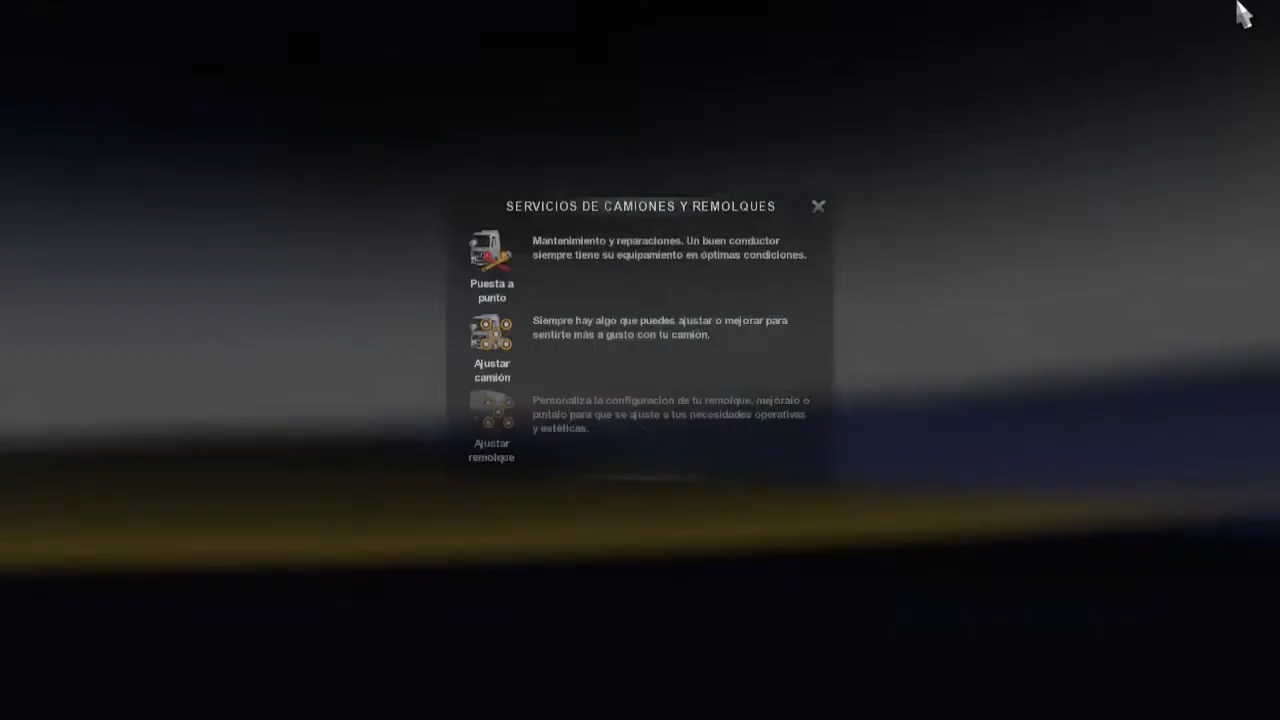 SERVICIOS DE CAMIONES Y REMOLQUES
Mantenimiento y reparaciones. Un buen conductor
siempre tiene su equipamiento en óptimas condiciones.
Puesta a
punto
Siempre hay algo que puedes ajustar o mejorar para
sentirte más a gusto con tu camión.
Ajustar
camión
Personaliza la configuración de tu remolque, mejóralo o
píntalo para que se ajuste a tus necesidades operativas
y estéticas.
Ajustar
remolque